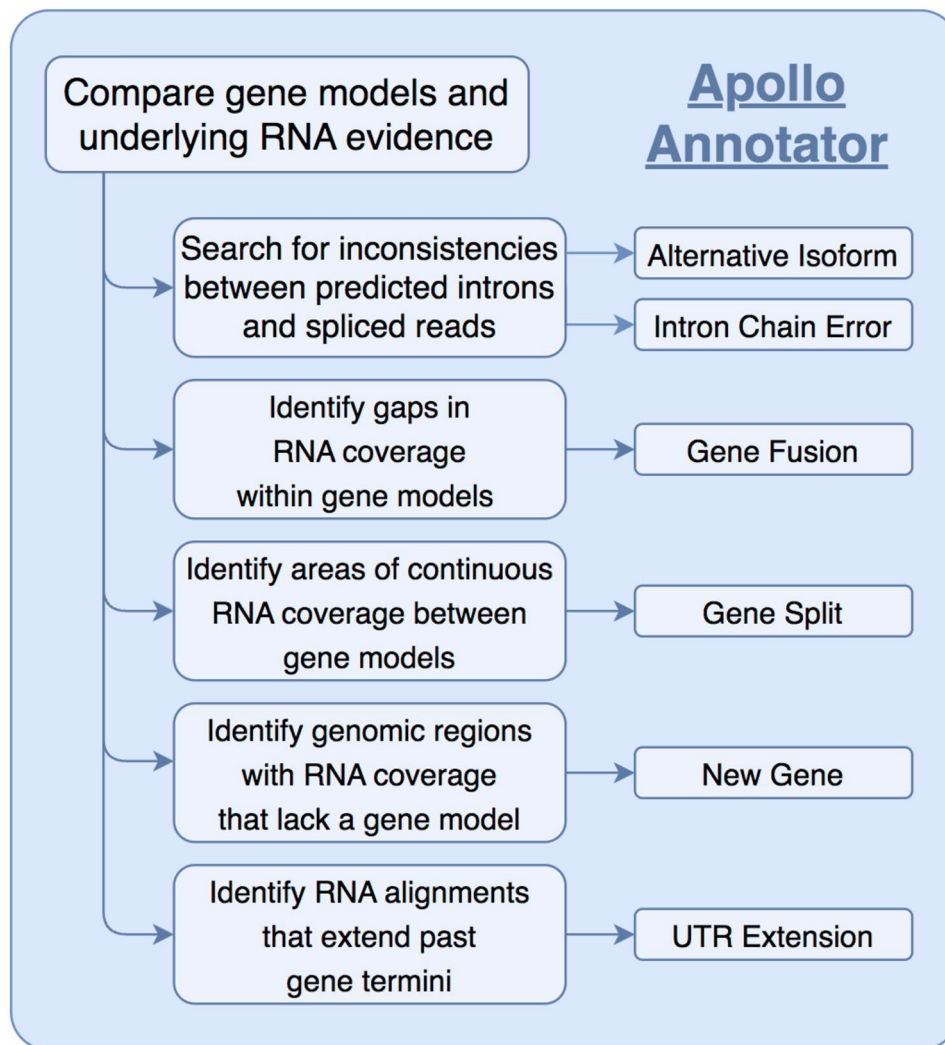 Compare gene models and
underlying RNA evidence
Apollo
Annotator
Search for inconsistencies
between predicted introns
and spliced reads
Alternative Isoform
Intron Chain Error
Identify gaps in
RNA coverage
within gene models
Gene Fusion
Identify areas of continuous
RNA coverage between
gene models
Gene Split
Identify genomic regions
with RNA coverage
that lack a gene model
New Gene
Identify RNA alignments
that extend past
gene termini
UTR Extension